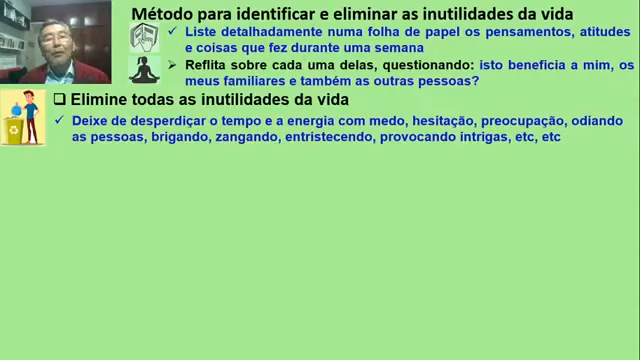 Método para identificar e eliminar as inutilidades da vida
Liste detalhadamente numa folha de papel os pensamentos, atitudes
e coisas que fez durante uma semana
Reflita sobre cada uma delas, questionando: isto beneficia a mim, os
meus familiares e também as outras pessoas?
Elimine todas as inutilidades da vida
Deixe de desperdiçar o tempo e a energia com medo, hesitação, preocupação, odiando
as pessoas, brigando, zangando, entristecendo, provocando intrigas, etc, etc